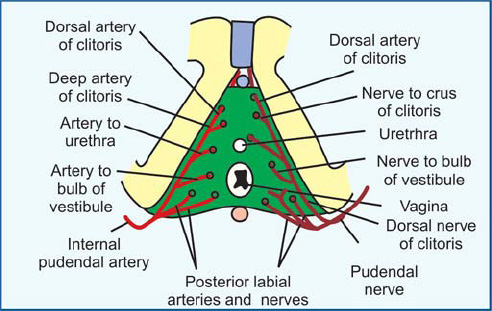 Dorsal artery
of clitoris
Deep artery
of clitoris
Artery to
urethra
Artery to
bulb of
vestibule
Internal
pudendal artery
Posterior labial
arteries and nerves
Dorsal artery
of clitoris
Nerve to crus
of clitoris
Uretrhra
Nerve to bulb
of vestibule
Vagina
Dorsal nerve
of clitoris
Pudendal
nerve